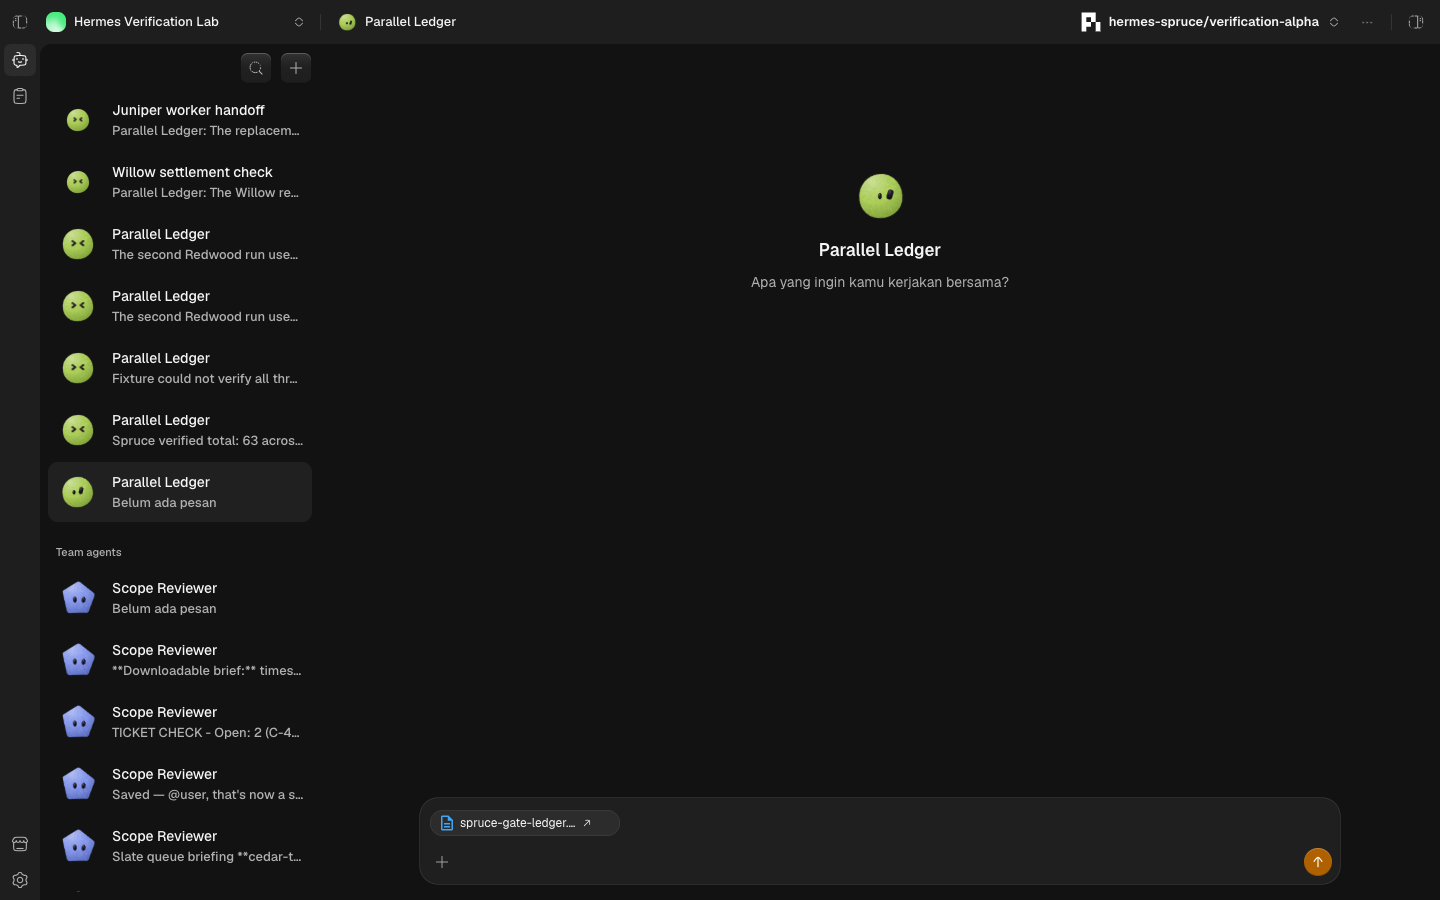 Hermes Verification Lab
Parallel Ledger
hermes-spruce/verification-alpha
Juniper worker handoff
Parallel Ledger: The replacem...
Willow settlement check
Parallel Ledger: The Willow re...
Parallel Ledger
The second Redwood run use...
Parallel Ledger
The second Redwood run use...
Parallel Ledger
Fixture could not verify all thr...
Parallel Ledger
Spruce verified total: 63 acros...
Parallel Ledger
Belum ada pesan
Team agents
Scope Reviewer
Belum ada pesan
Scope Reviewer
**Downloadable brief:** times...
Scope Reviewer
TICKET CHECK - Open: 2 (C-4...
Scope Reviewer
Saved — @user, that's now a s...
Scope Reviewer
Slate queue briefing **cedar-t...
Parallel Ledger
Apa yang ingin kamu kerjakan bersama?
spruce-gate-ledger....